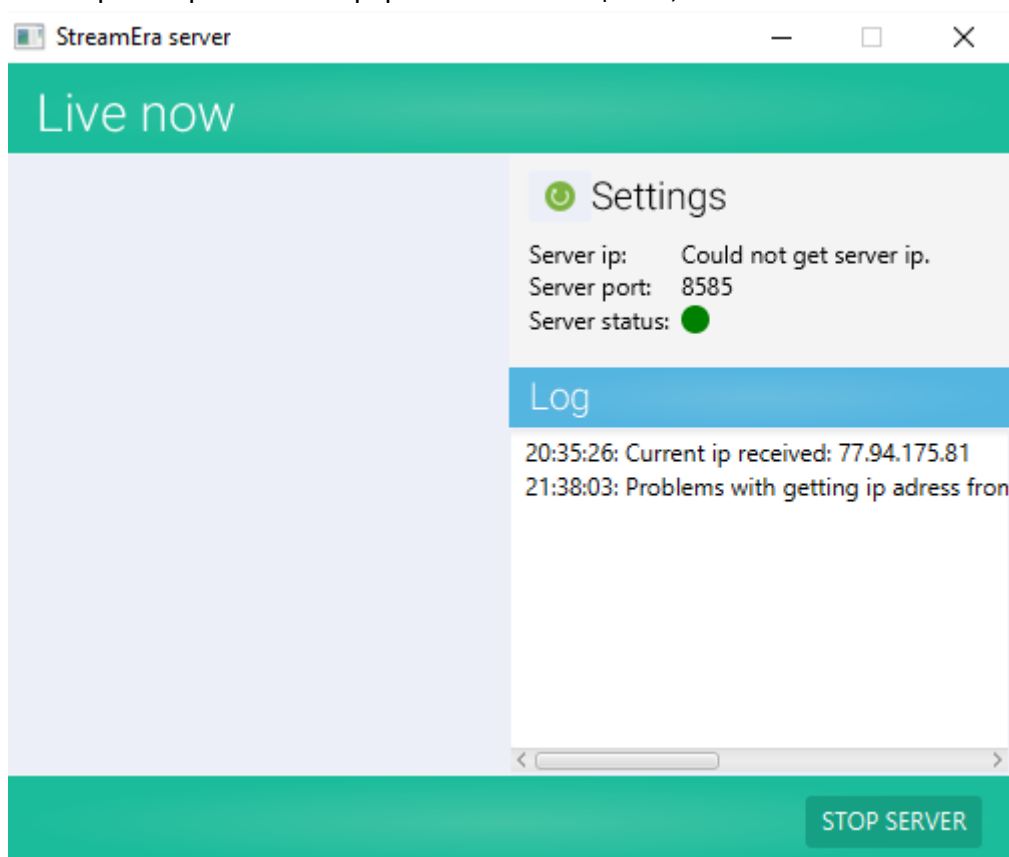 StreamEra server
Live now
Settings
Server ip: Could not get server ip.
Server port: 8585
Server status:
Log
20:35:26: Current ip received: 77.94.175.81
21:38:03: Problems with getting ip adress
STOP SERVER